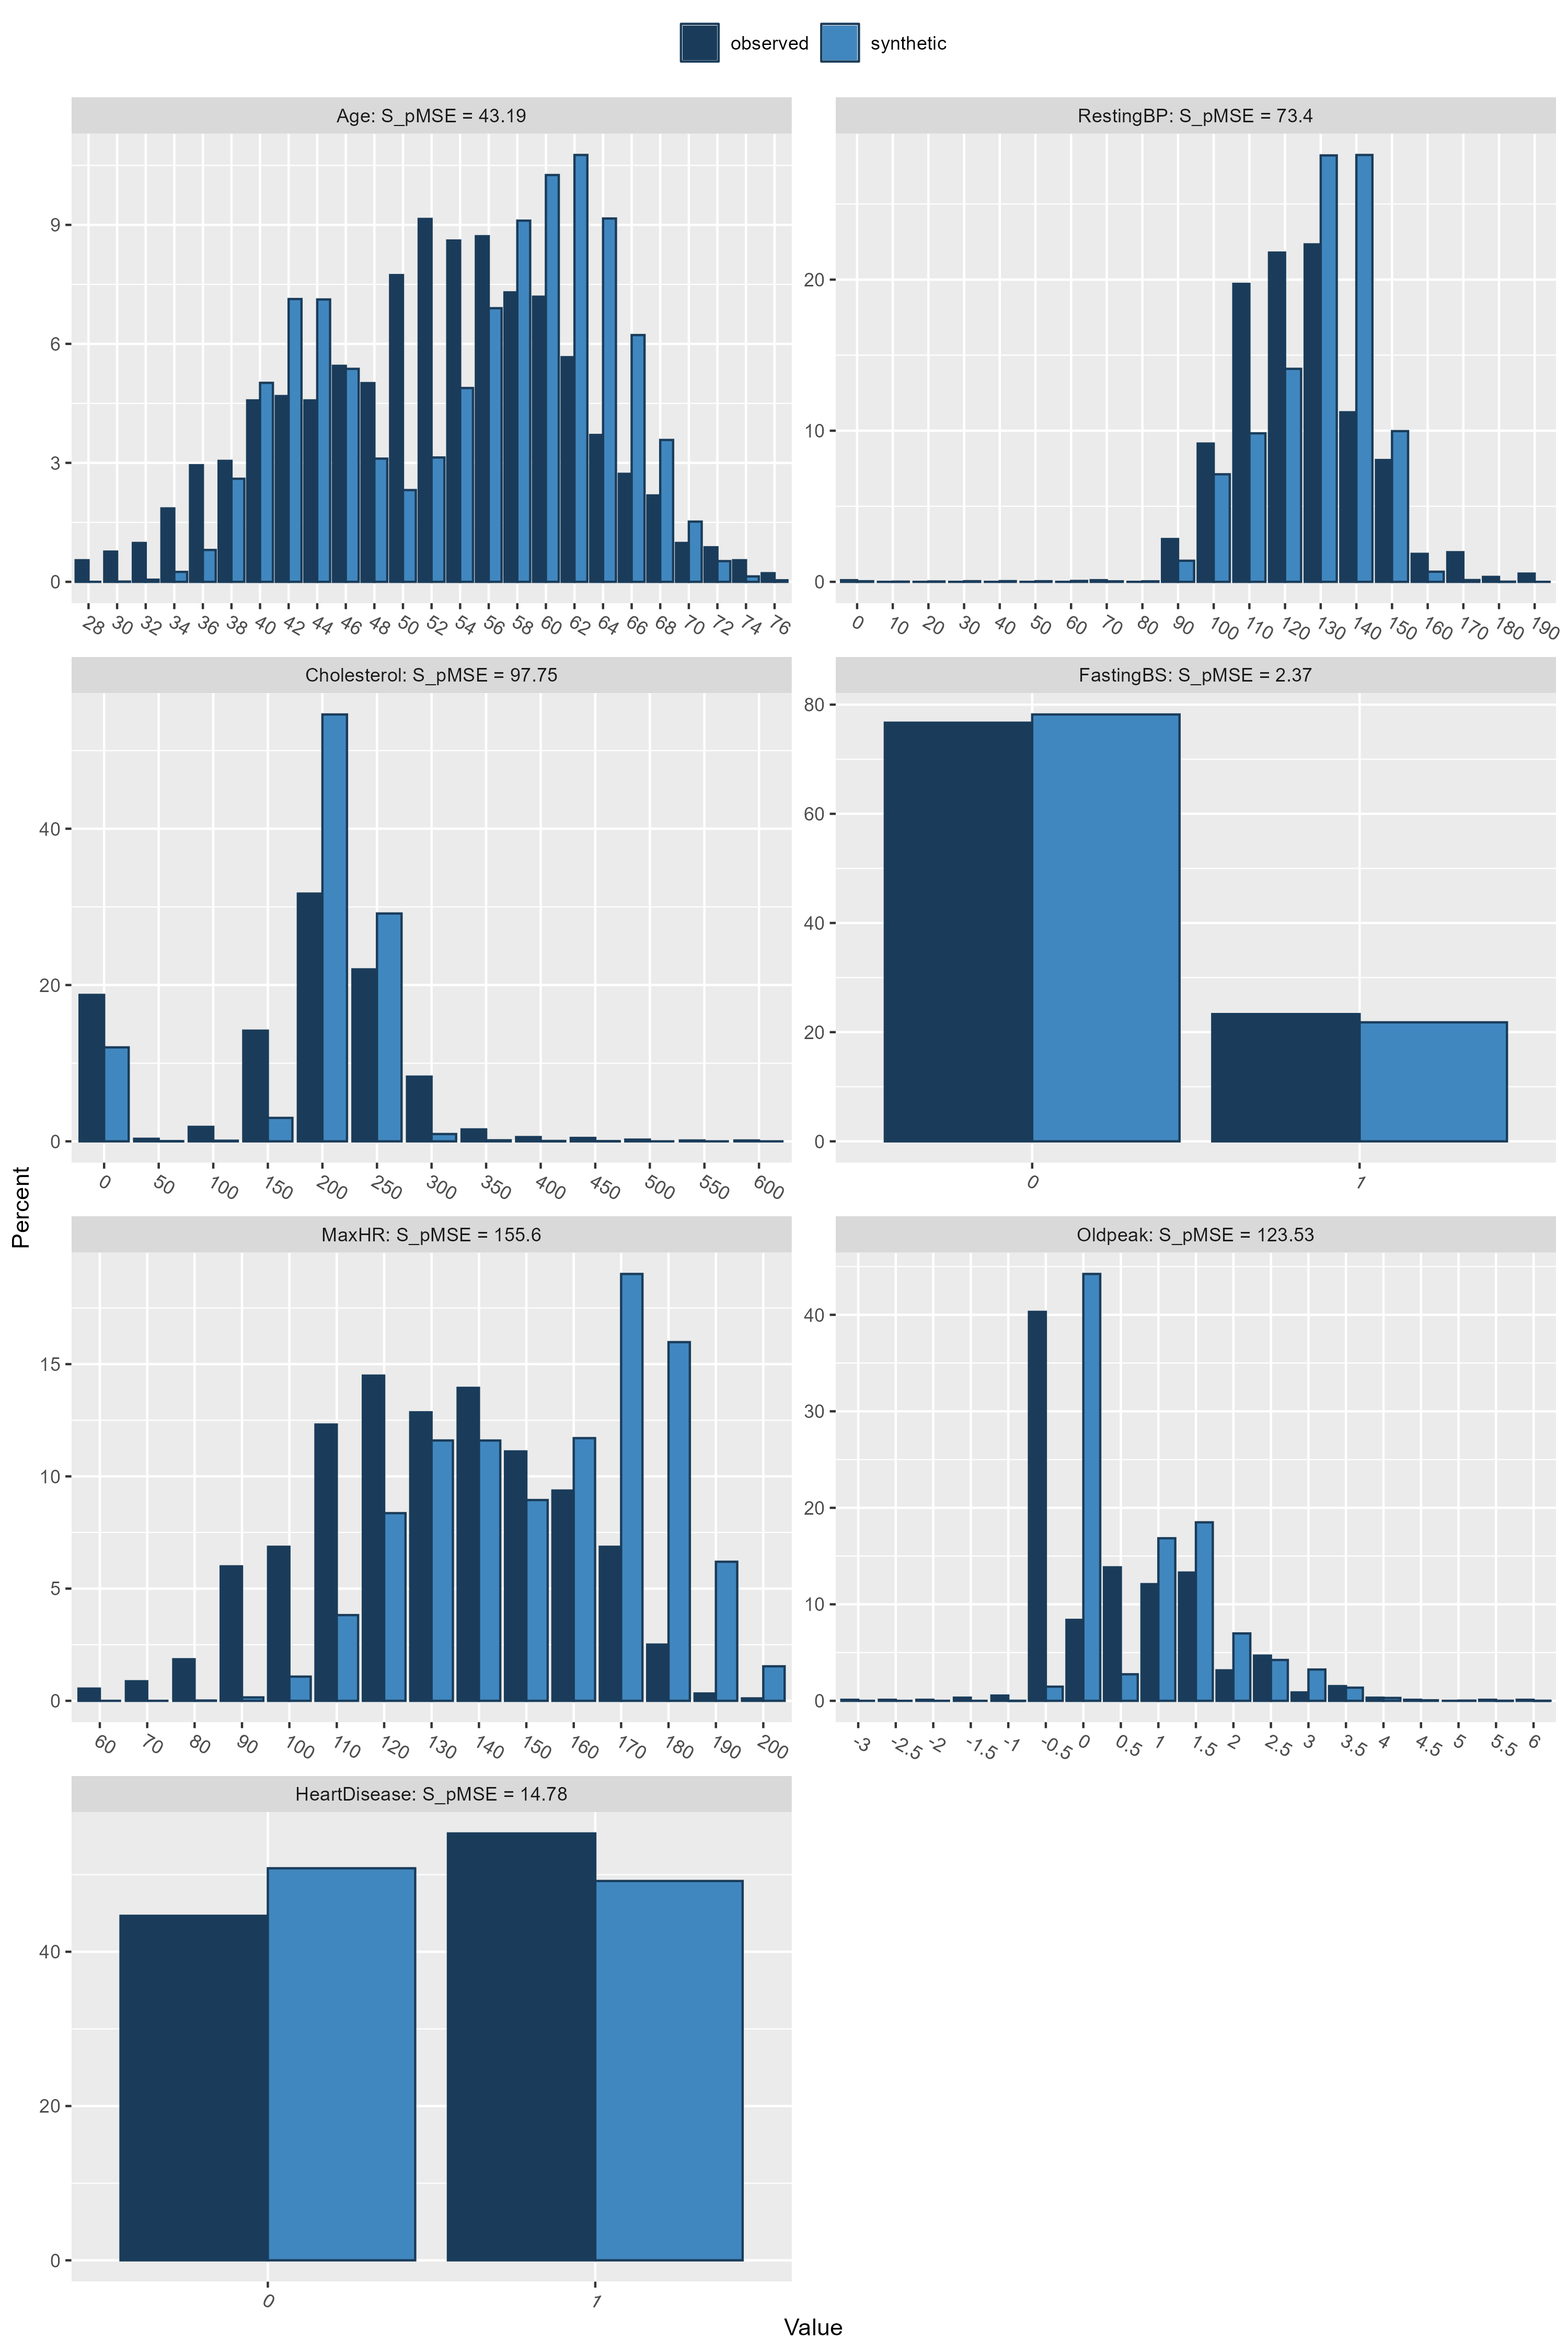 observed synthetic
Age: S_pMSE = 43.19
9
6
3
0
28 30 32 34 36 38 40 42 44 46 48 50 52 54 56 58 60 62 64 66 68 70 72 74 76
RestingBP: S_pMSE = 73.4
20
10
0
0 10 20 30 40 50 60 70 80 90 100 110 120 130 140 150 160 170 180 190
Cholesterol: S_pMSE = 97.75
40
20
0
0 50 100 150 200 250 300 350 400 450 500 550 600
FastingBS: S_pMSE = 2.37
80
60
40
20
0
0 1
Percent
MaxHR: S_pMSE = 155.6
15
10
5
0
60 70 80 90 100 110 120 130 140 150 160 170 180 190 200
Oldpeak: S_pMSE = 123.53
40
30
20
10
0
-3 -2.5 -2 -1.5 -1 -0.5 0 0.5 1 1.5 2 2.5 3 3.5 4 4.5 5 5.5 6
HeartDisease: S_pMSE = 14.78
40
20
0
0 1
Value